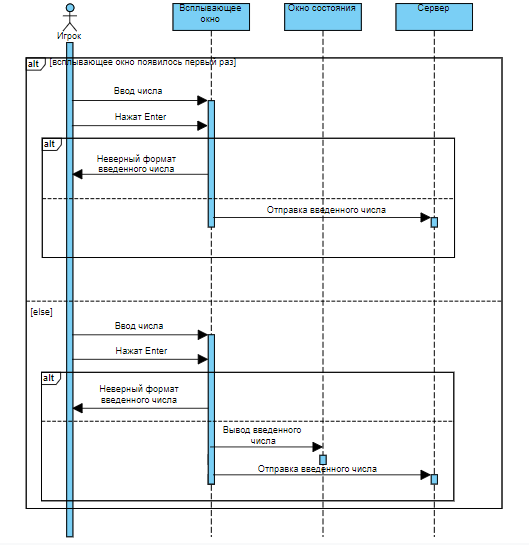 Игрок
Всплывающее
окно
Окно состояния
Сервер
alt
[всплывающее окно появилось первый раз]
Ввод числа
Нажат Enter
alt
Неверный формат
введенного числа
Отправка введенного числа
[else]
Ввод числа
Нажат Enter
alt
Неверный формат
введенного числа
Вывод введенного
числа
Отправка введенного числа